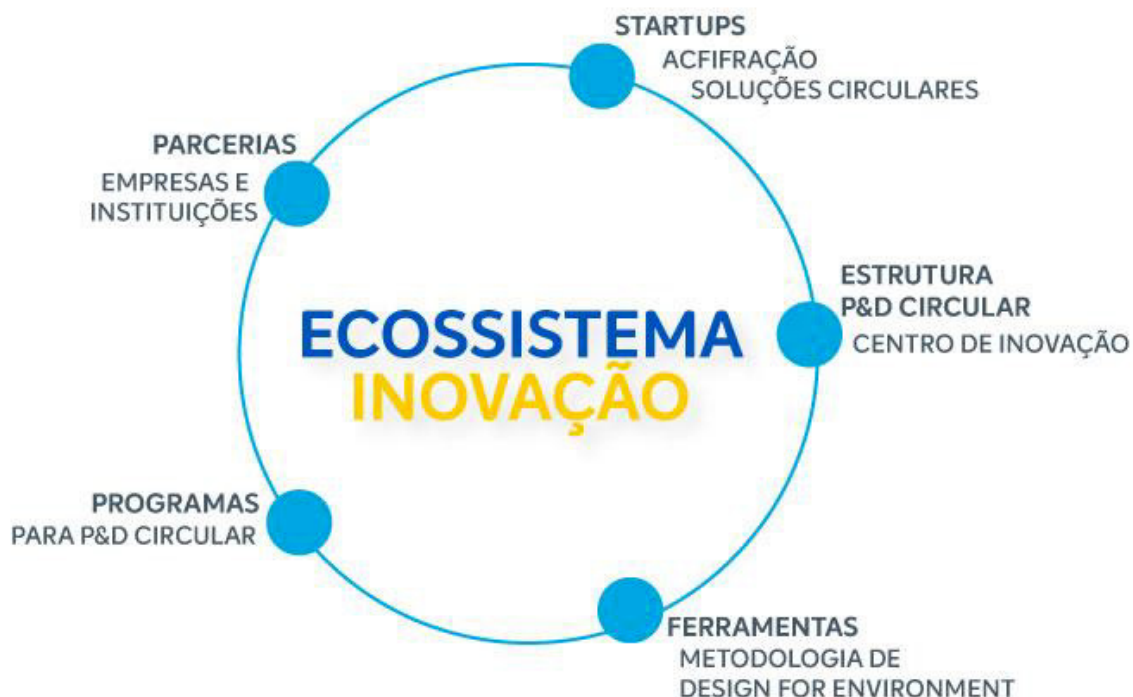 STARTUPS
ACFIFRAÇÃO
SOLUÇÕES CIRCULARES
PARCERIAS
EMPRESAS E
INSTITUIÇÕES
ESTRUTURA
P&D CIRCULAR
CENTRO DE INOVAÇÃO
ECOSSISTEMA
INOVAÇÃO
PROGRAMAS
PARA P&D CIRCULAR
FERRAMENTAS
METODOLOGIA DE
DESIGN FOR ENVIRONMENT